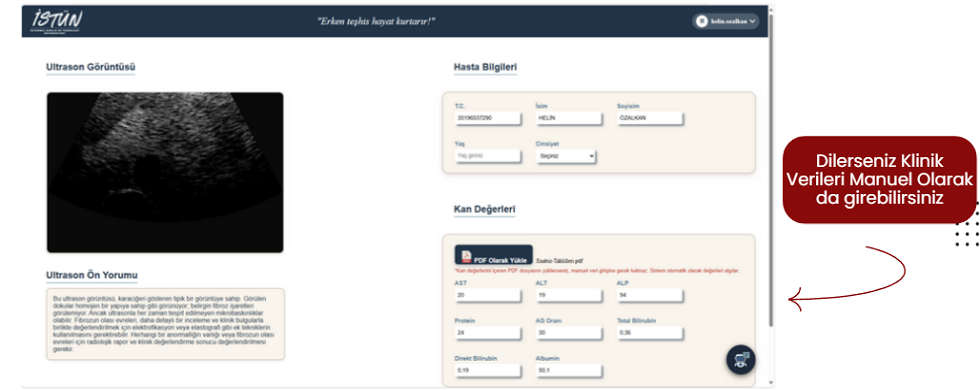 İSTÜN
"Erken teşhis hayat kurtarır!"
helin.ozalkan
Ultrason Görüntüsü
Hasta Bilgileri
T.C.
İsim
Soyisim
35196537290
HELİN
ÖZALKAN
Yaş
Cinsiyet
Yaş giriniz
Seçiniz
Kan Değerleri
PDF Olarak Yükle
Enabız-Tahlilleri.pdf
*Kan değerlerini içeren PDF dosyasını yüklerseniz, manuel veri girişine gerek kalmaz. Sistem otomatik olarak değerleri algılar.
AST
ALT
ALP
20
19
94
Protein
AG Oranı
Total Bilirubin
24
30
0,36
Direkt Bilirubin
Albumin
0,19
50,1
Ultrason Ön Yorumu
Bu ultrason görüntüsü, karaciğeri gösteren tipik bir görüntüye sahip. Görülen
dokular homojen bir yapıya sahip gibi görünüyor; belirgin fibroz işaretleri
görülemiyor. Ancak ultrasonla her zaman tespit edilemeyen mikrobaskınlıklar
olabilir. Fibrozun olası evreleri, daha detaylı bir inceleme ve klinik bulgularla
birlikte değerlendirilmek için elektrifikasyon veya elastografi gibi ek tekniklerin
kullanılmasını gerektirebilir. Herhangi bir anormalliğin varlığı veya fibrozun olası
evreleri için radyolojik rapor ve klinik değerlendirme sonucu değerlendirilmesi
gerekir.
Dilerseniz Klinik
Verileri Manuel Olarak
da girebilirsiniz